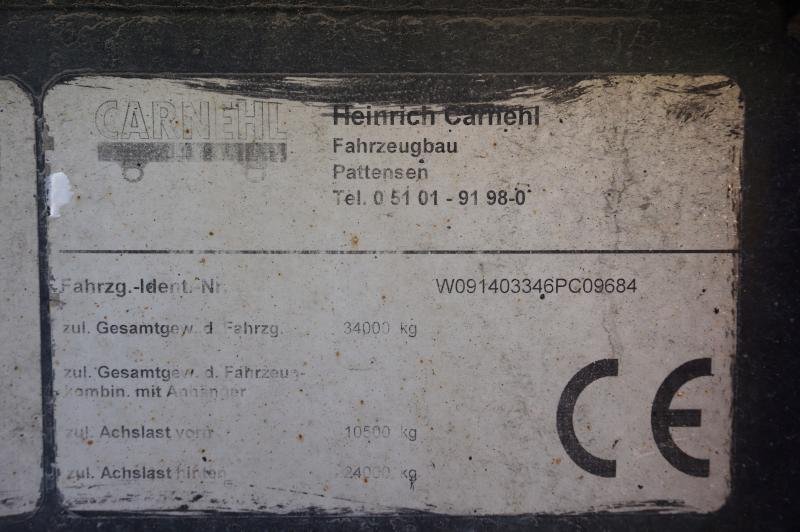 CARNEHL
Heinrich Carnehl
Fahrzeugbau
Pattensen
Tel. 0 51 01 - 91 98-0
Fahrzg.-Ident.-Nr. W091403346PC09684
zul. Gesamtgew. d. Fahrzg. 34000 kg
zul. Gesamtgew. d. Fahrzeug-
kombin. mit Anhänger
zul. Achslast vorn 10500 kg
zul. Achslast hinten 24000 kg
CE